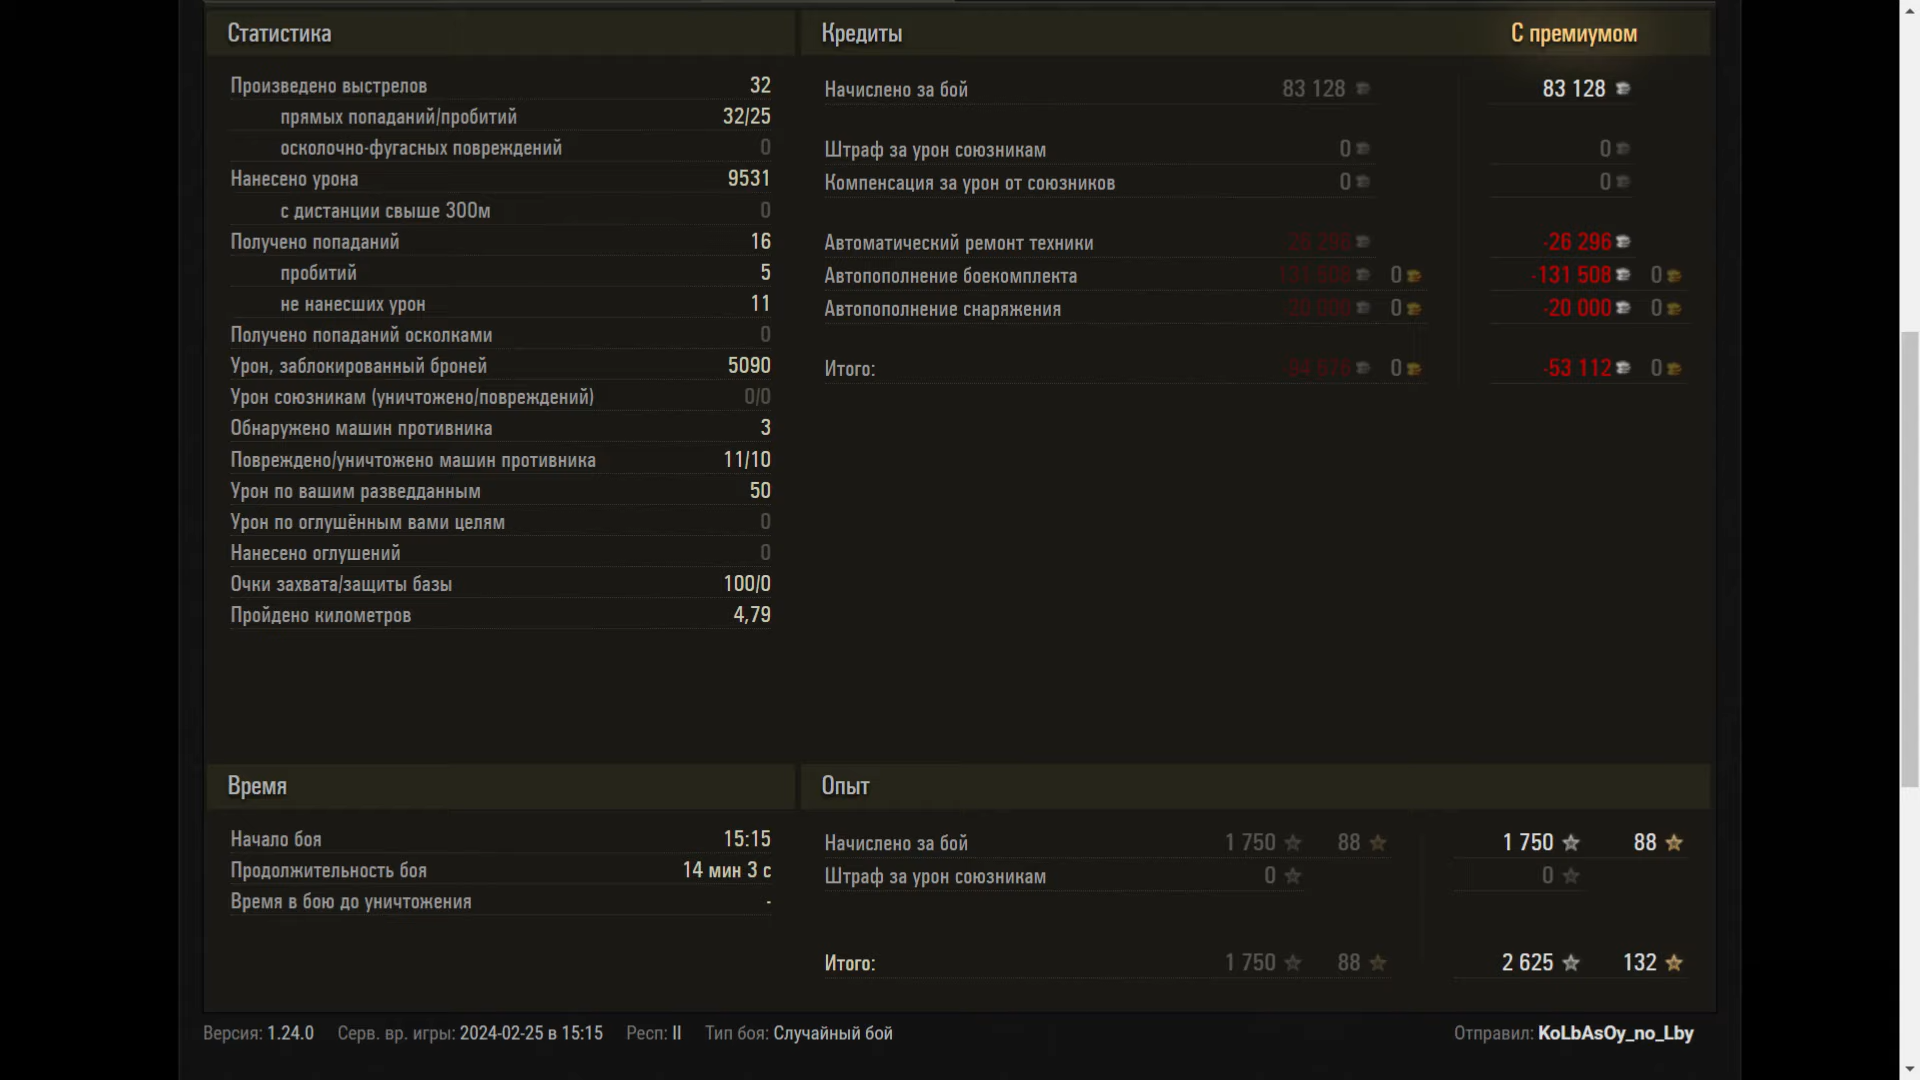 Статистика
Произведено выстрелов 32
прямых попаданий/пробитий 32/25
осколочно-фугасных повреждений 0
Нанесено урона 9531
с дистанции свыше 300м 0
Получено попаданий 16
пробитий 5
не нанесших урон 11
Получено попаданий осколками 0
Урон, заблокированный броней 5090
Урон союзникам (уничтожено/повреждений) 0/0
Обнаружено машин противника 3
Повреждено/уничтожено машин противника 11/10
Урон по вашим разведданным 50
Урон по оглушённым вами целям 0
Нанесено оглушений 0
Очки захвата/защиты базы 100/0
Пройдено километров 4,79
Кредиты С премиумом
Начислено за бой 83 128 83 128
Штраф за урон союзникам 0 0
Компенсация за урон от союзников 0 0
Автоматический ремонт техники -26 296 -26 296
Автопополнение боекомплекта -131 508 0 -131 508 0
Автопополнение снаряжения -20 000 0 -20 000 0
Итого: -94 676 0 -53 112 0
Время
Начало боя 15:15
Продолжительность боя 14 мин 3 с
Время в бою до уничтожения -
Опыт
Начислено за бой 1 750 88 1 750 88
Штраф за урон союзникам 0 0
Итого: 1 750 88 2 625 132
Версия: 1.24.0 Серв. вр. игры: 2024-02-25 в 15:15 Респ: II Тип боя: Случайный бой Отправил: KoLbAsOy_no_Lby